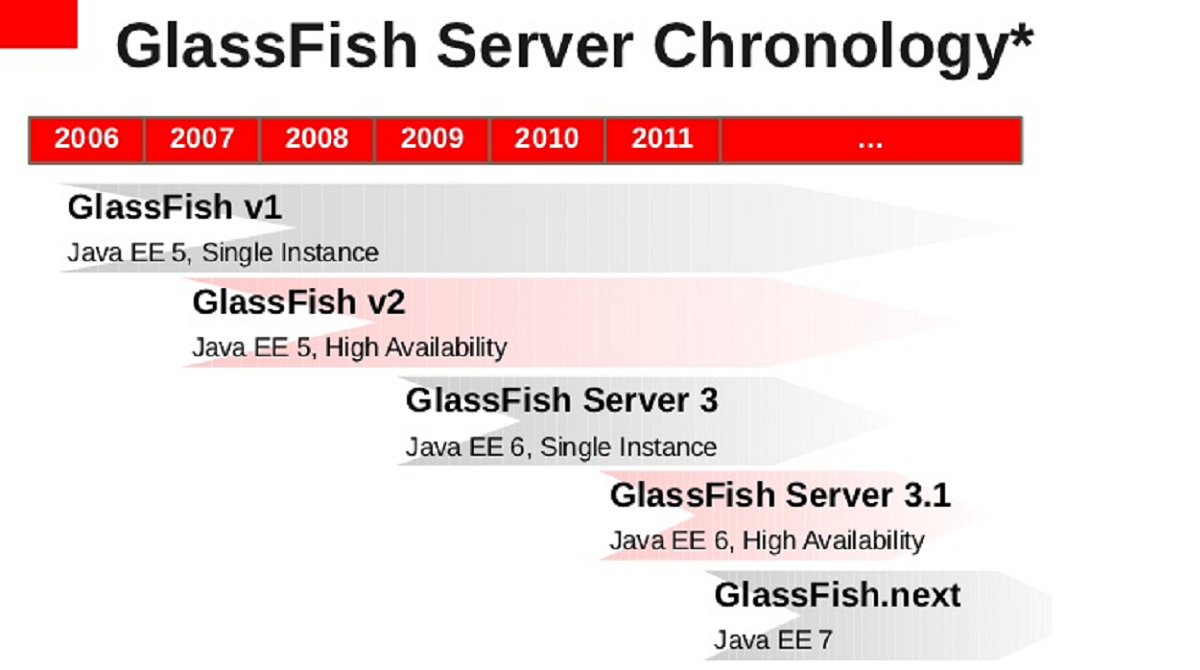 GlassFish Server Chronology*
2006 2007 2008 2009 2010 2011 ...
GlassFish v1
Java EE 5, Single Instance
GlassFish v2
Java EE 5, High Availability
GlassFish Server 3
Java EE 6, Single Instance
GlassFish Server 3.1
Java EE 6, High Availability
GlassFish.next
Java EE 7